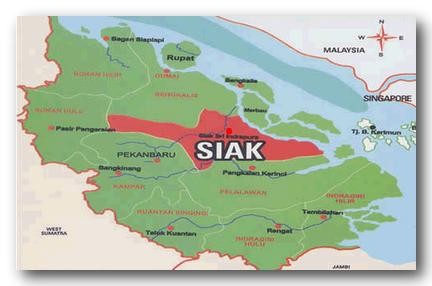 N
W
E
S
Bagan Siapiapi
MALAYSIA
Rupat
ROKAN HILIR
DUMAI
Bengkalis
BENGKALIS
SINGAPORE
Merbau
ROKAN HULU
Pasir Pangaraian
Siak Sri Indrapura
Tj. B. Karimun
SIAK
PEKANBARU
Bangkinang
Pangkalan Kerinci
KAMPAR
PELALAWAN
INDRAGIRI HILIR
KUANTAN SINGINGI
Tembilahan
WEST SUMATRA
Teluk Kuantan
Rengat
INDRAGIRI HULU
JAMBI